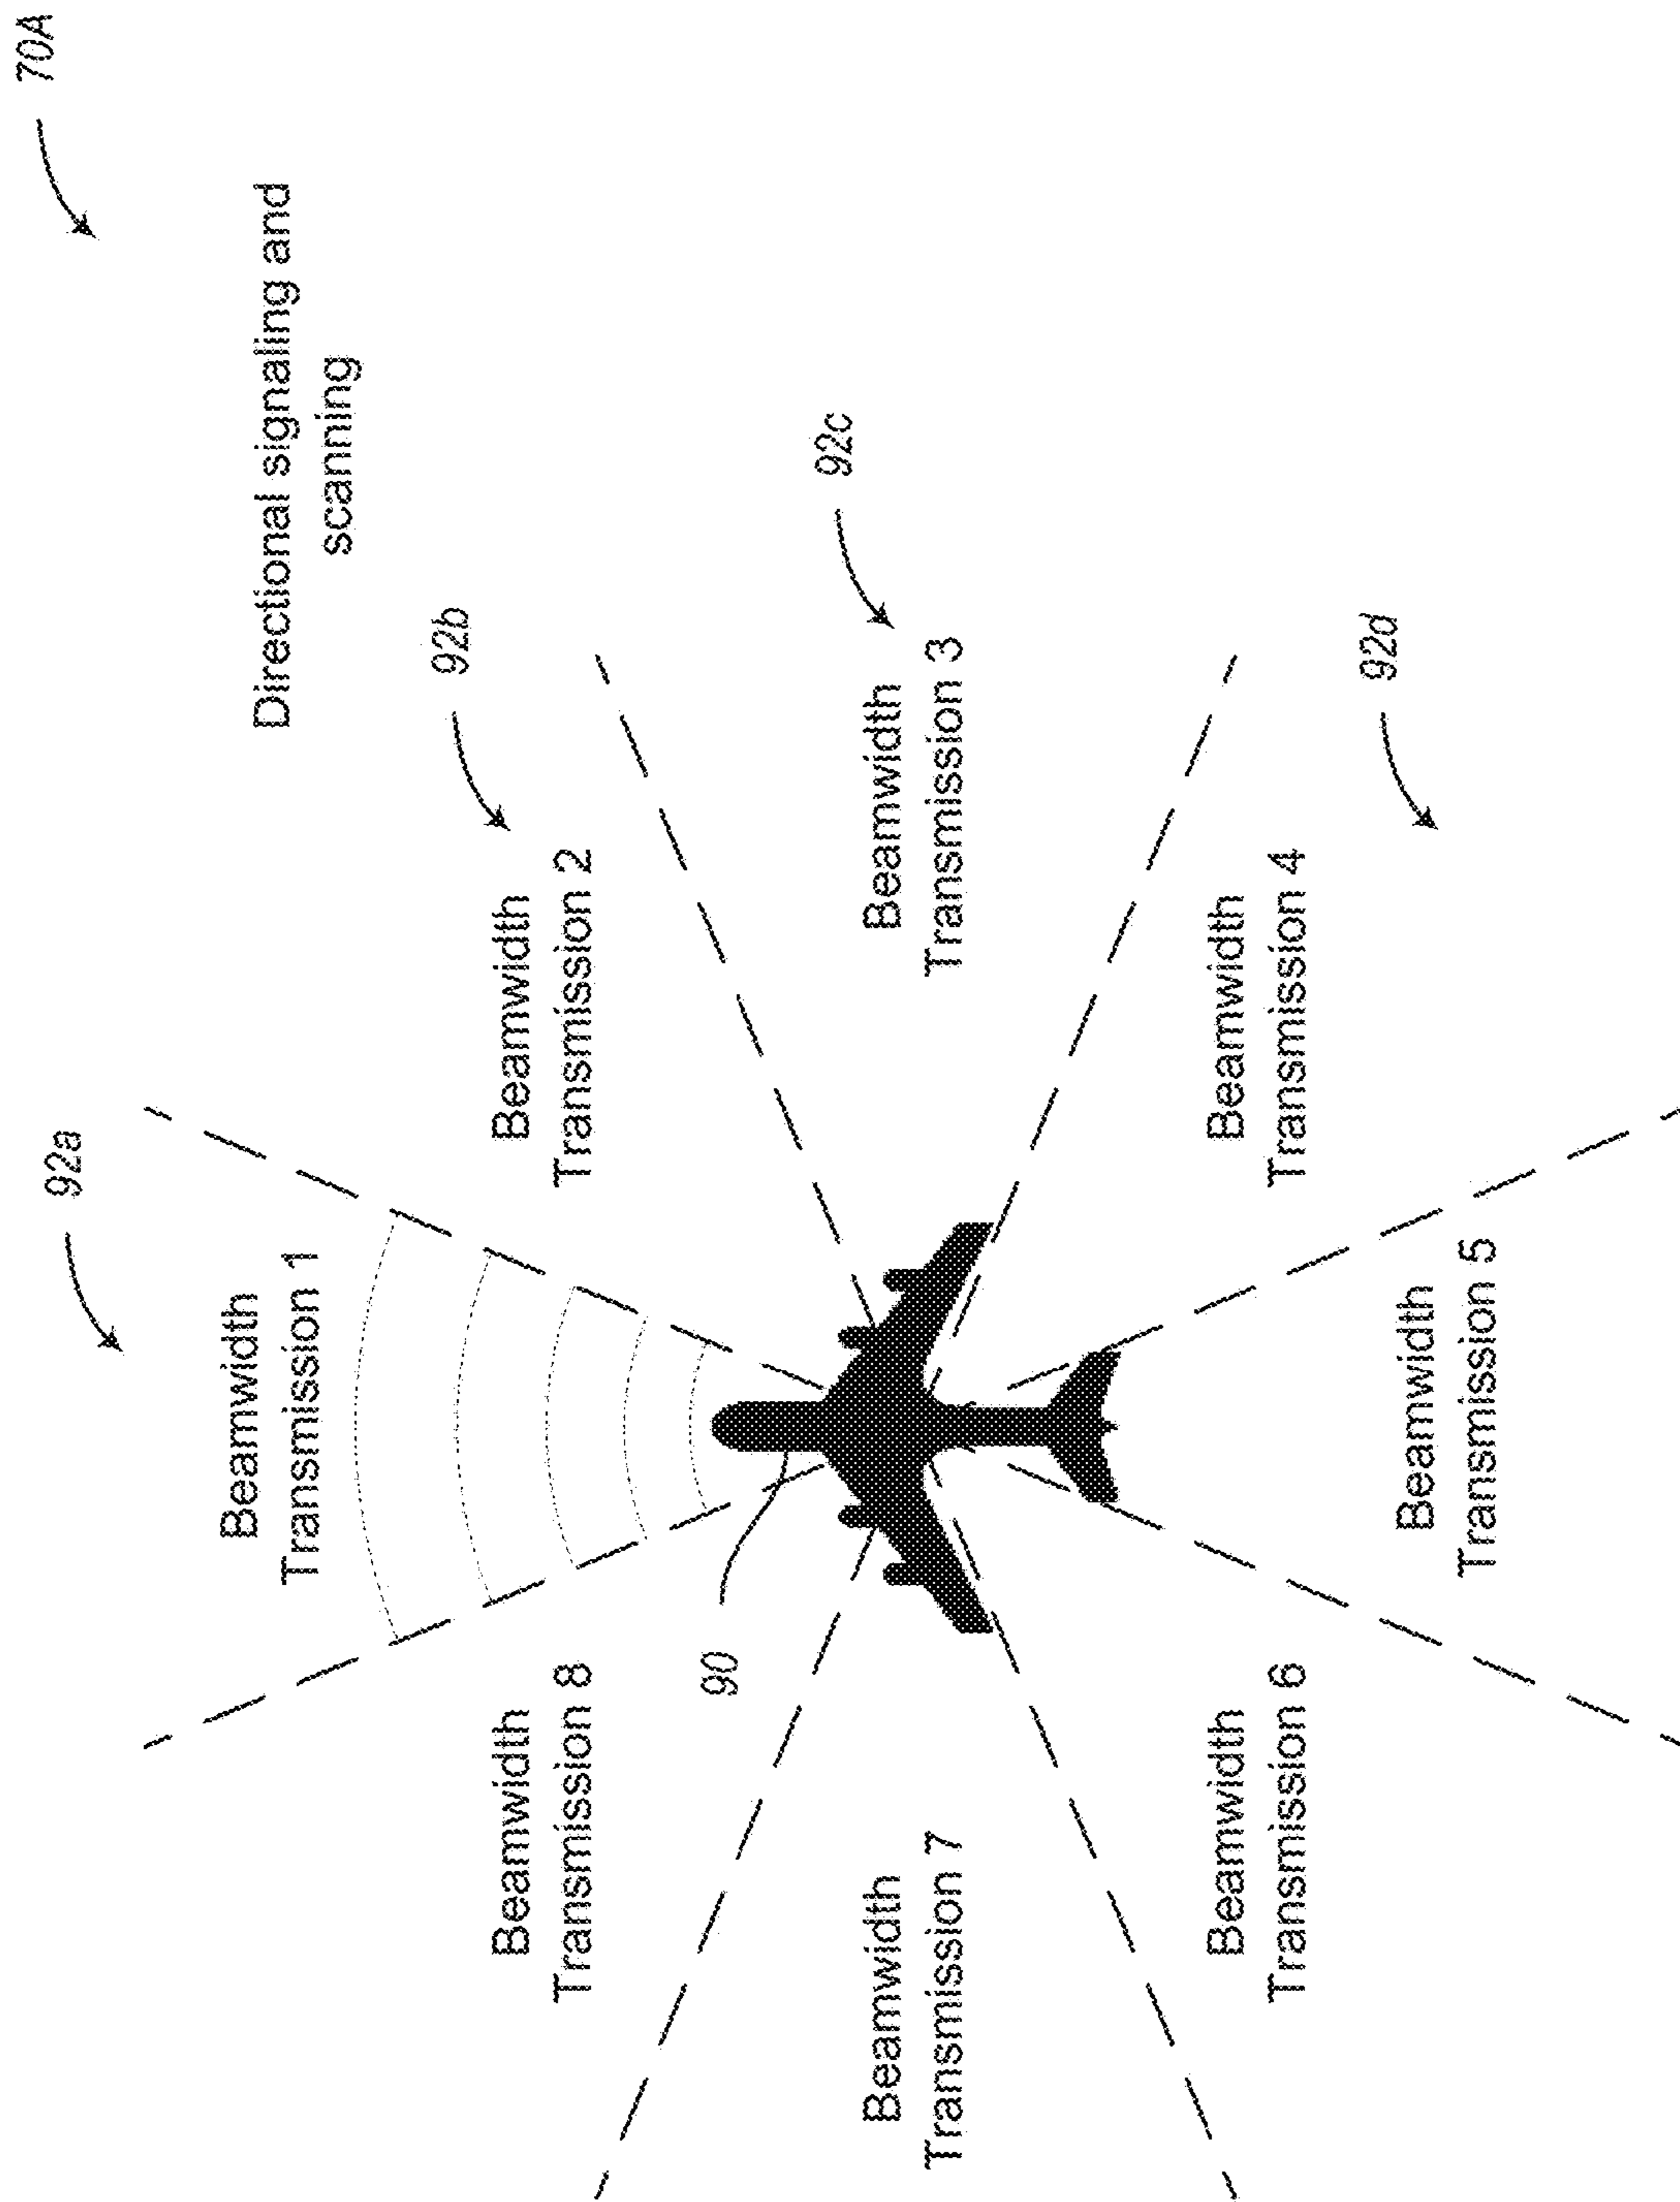 70A
Directional signaling and
scanning
92a
Beamwidth
Transmission 1
92b
Beamwidth
Transmission 2
92c
Beamwidth
Transmission 3
92d
Beamwidth
Transmission 4
Beamwidth
Transmission 5
Beamwidth
Transmission 6
Beamwidth
Transmission 7
Beamwidth
Transmission 8
90